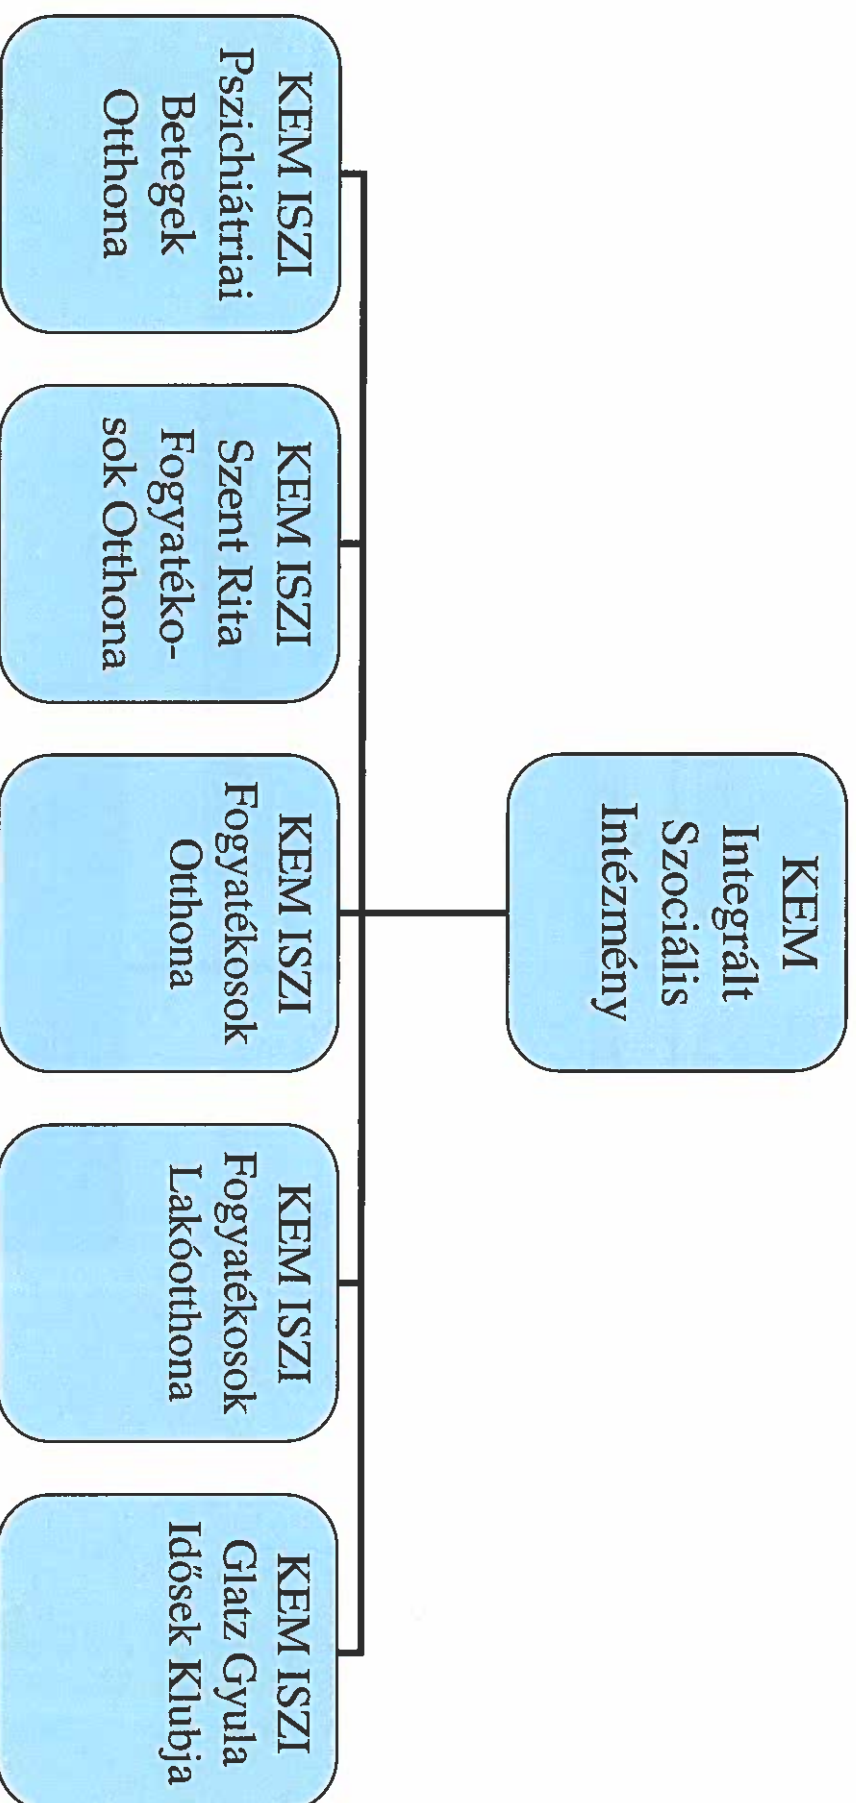 KEM
Integrált
Szociális
Intézmény
KEM ISZI
Pszichiátriai
Betegek
Otthona
KEM ISZI
Szent Rita
Fogyatéko-
sok Otthona
KEM ISZI
Fogyatékosok
Otthona
KEM ISZI
Fogyatékosok
Lakóotthona
KEM ISZI
Glatz Gyula
Idősek Klubja